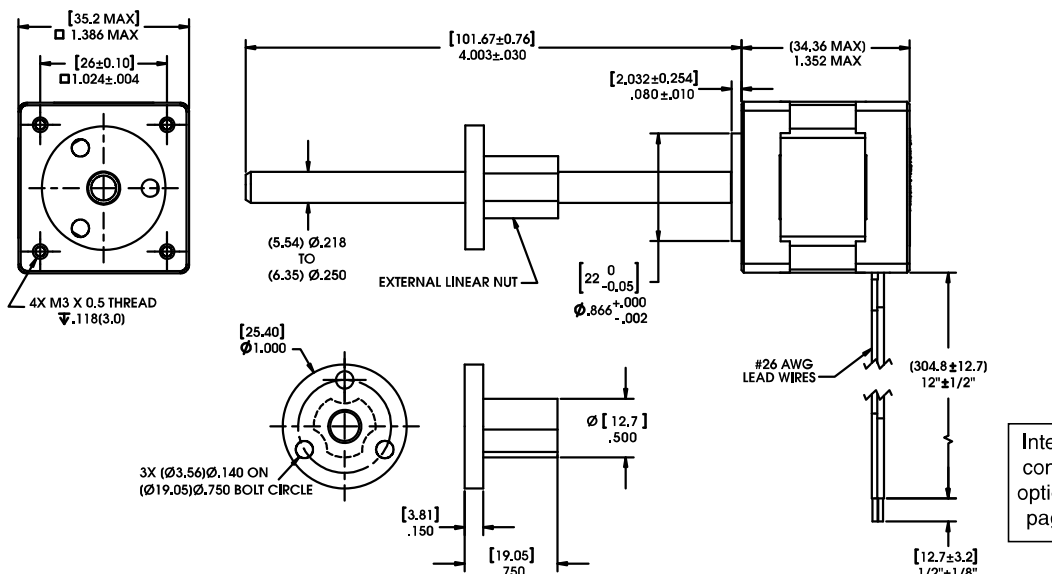 [35.2 MAX]
□ 1.386 MAX
[26±0.10]
□1.024±.004
[101.67±0.76]
4.003±.030
(34.36 MAX)
1.352 MAX
[2.032±0.254]
.080±.010
(5.54) Ø.218
TO
(6.35) Ø.250
EXTERNAL LINEAR NUT
[22 0 -0.05]
Ø.866 +.000 -.002
4X M3 X 0.5 THREAD
↧.118(3.0)
[25.40]
Ø1.000
#26 AWG
LEAD WIRES
(304.8±12.7)
12"±1/2"
Ø [12.7]
.500
3X (Ø3.56)Ø.140 ON
(Ø19.05)Ø.750 BOLT CIRCLE
[3.81]
.150
[19.05]
.750
[12.7±3.2]
1/2"±1/8"